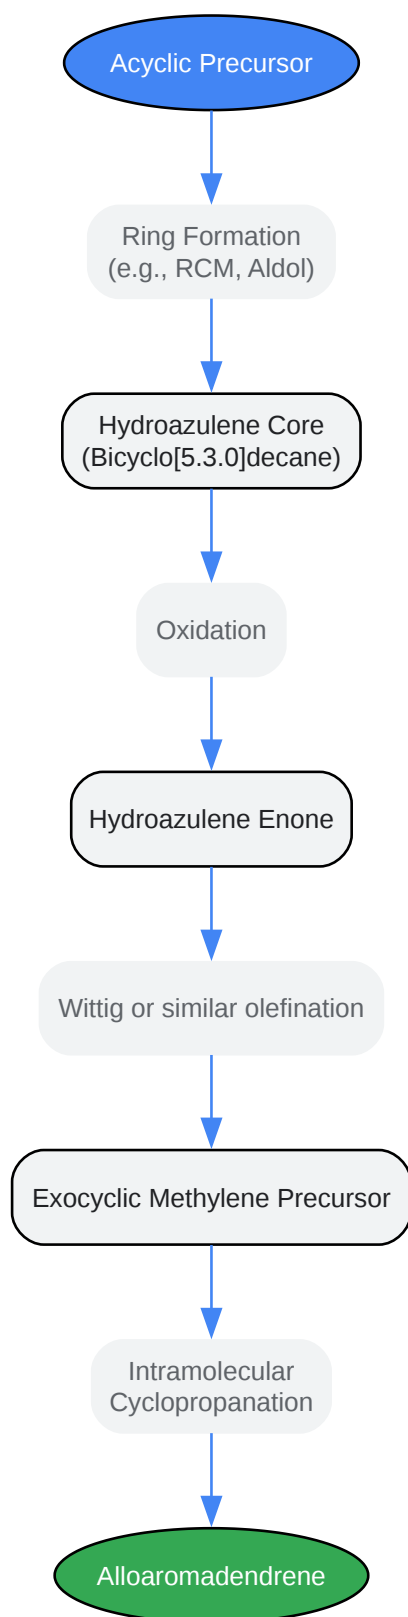 Acyclic Precursor
Ring Formation
(e.g., RCM, Aldol)
Hydroazulene Core
(Bicyclo[5.3.0]decane)
Oxidation
Hydroazulene Enone
Wittig or similar olefination
Exocyclic Methylene Precursor
Intramolecular
Cyclopropanation
Alloaromadendrene